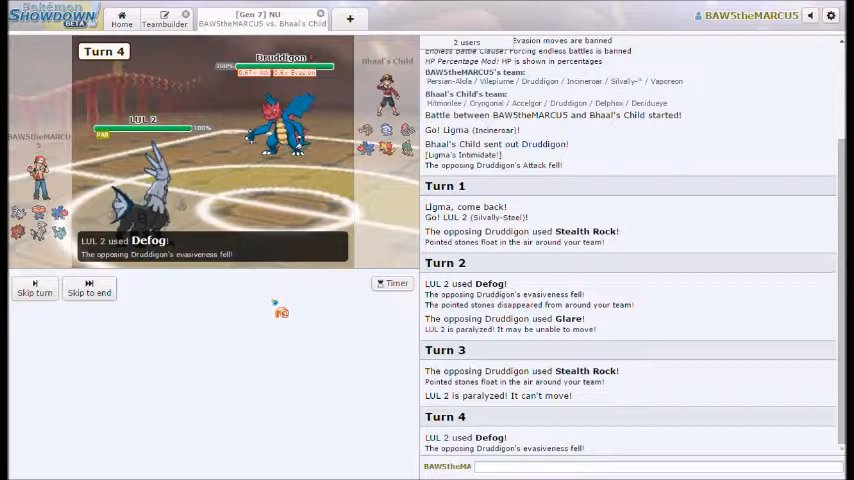 Pokémon
SHOWDOWN
BETA
Home
Teambuilder
[Gen 7] NU
BAW5theMARCUS vs. Bhaal's Child
BAW5theMARCUS
Turn 4
Druddigon
100%
0.67× Atk 0.6× Evasion
LUL 2
100%
PAR
BAW5theMARCU
S
Bhaal's Child
LUL 2 used Defog!
The opposing Druddigon's evasiveness fell!
Skip turn
Skip to end
Timer
2 users
Evasion moves are banned
Endless Battle Clause: Forcing endless battles is banned
HP Percentage Mod: HP is shown in percentages
BAW5theMARCUS's team:
Persian-Alola / Vileplume / Druddigon / Incineroar / Silvally-* / Vaporeon
Bhaal's Child's team:
Hitmonlee / Cryogonal / Accelgor / Druddigon / Delphox / Decidueye
Battle between BAW5theMARCUS and Bhaal's Child started!
Go! Ligma (Incineroar)!
Bhaal's Child sent out Druddigon!
[Ligma's Intimidate!]
The opposing Druddigon's Attack fell!
Turn 1
Ligma, come back!
Go! LUL 2 (Silvally-Steel)!
The opposing Druddigon used Stealth Rock!
Pointed stones float in the air around your team!
Turn 2
LUL 2 used Defog!
The opposing Druddigon's evasiveness fell!
The pointed stones disappeared from around your team!
The opposing Druddigon used Glare!
LUL 2 is paralyzed! It may be unable to move!
Turn 3
The opposing Druddigon used Stealth Rock!
Pointed stones float in the air around your team!
LUL 2 is paralyzed! It can't move!
Turn 4
LUL 2 used Defog!
The opposing Druddigon's evasiveness fell!
BAW5theMA